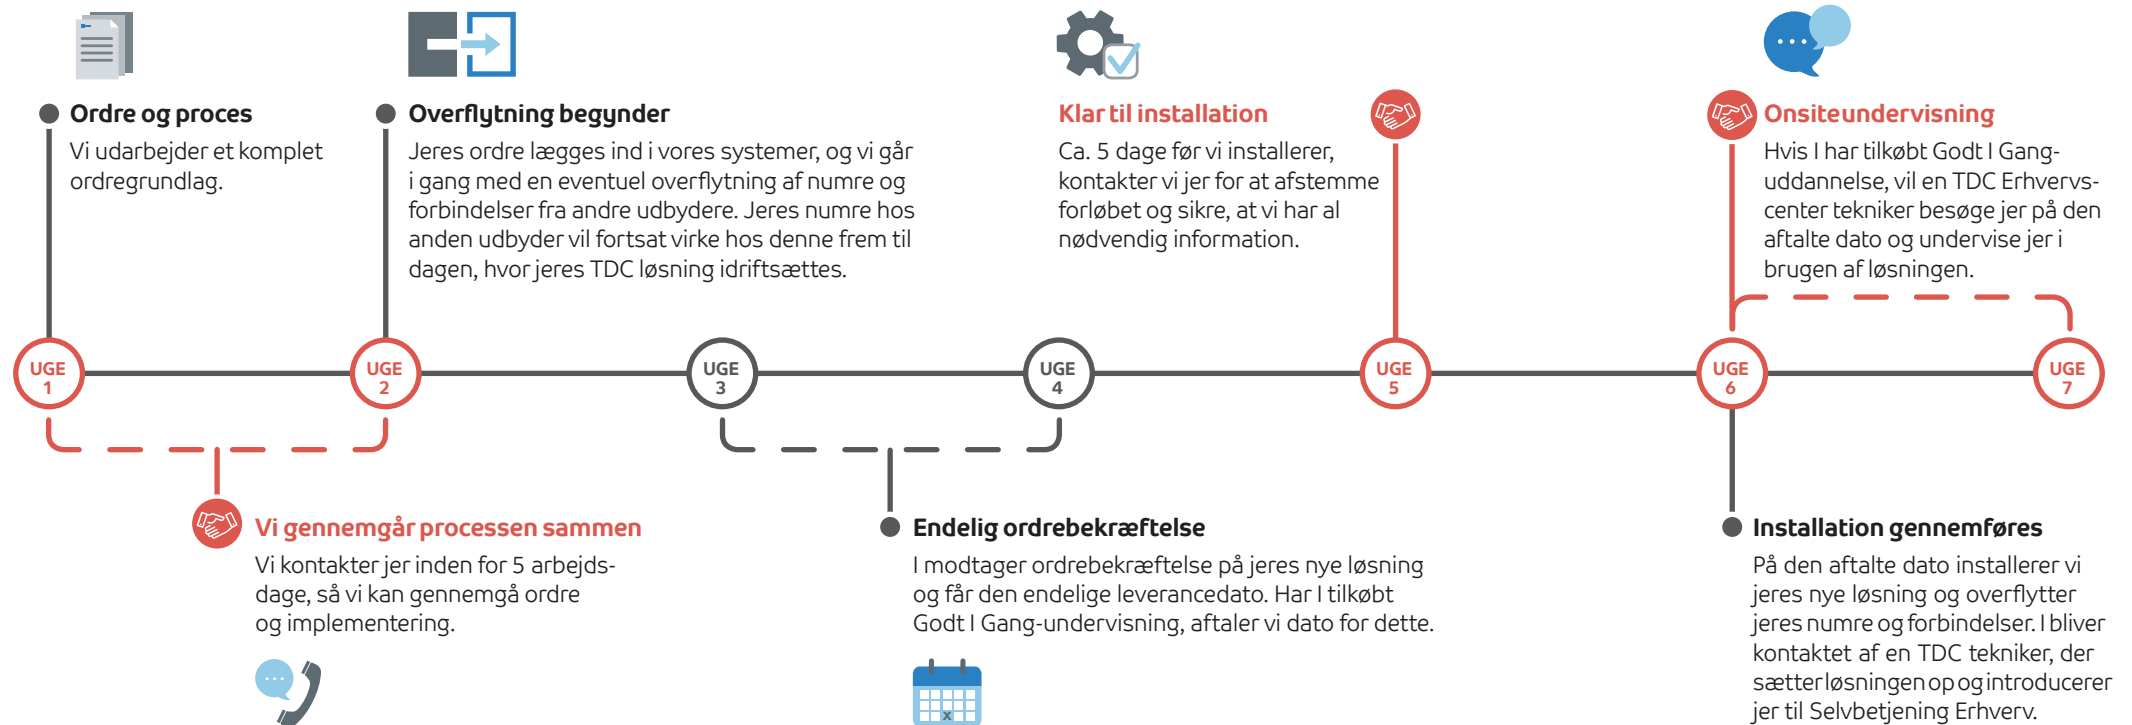 Ordre og proces
Vi udarbejder et komplet
ordregrundlag.
Overflytning begynder
Jeres ordre lægges ind i vores systemer, og vi går
i gang med en eventuel overflytning af numre og
forbindelser fra andre udbydere. Jeres numre hos
anden udbyder vil fortsat virke hos denne frem til
dagen, hvor jeres TDC løsning idriftsættes.
Klar til installation
Ca. 5 dage før vi installerer,
kontakter vi jer for at afstemme
forløbet og sikre, at vi har al
nødvendig information.
Onsiteundervisning
Hvis I har tilkøbt Godt I Gang-
uddannelse, vil en TDC Erhvervs-
center tekniker besøge jer på den
aftalte dato og undervise jer i
brugen af løsningen.
UGE
1
UGE
2
UGE
3
UGE
4
UGE
5
UGE
6
UGE
7
Vi gennemgår processen sammen
Vi kontakter jer inden for 5 arbejds-
dage, så vi kan gennemgå ordre
og implementering.
Endelig ordrebekræftelse
I modtager ordrebekræftelse på jeres nye løsning
og får den endelige leverancedato. Har I tilkøbt
Godt I Gang-undervisning, aftaler vi dato for dette.
x
Installation gennemføres
På den aftalte dato installerer vi
jeres nye løsning og overflytter
jeres numre og forbindelser. I bliver
kontaktet af en TDC tekniker, der
sætter løsningen op og introducerer
jer til Selvbetjening Erhverv.